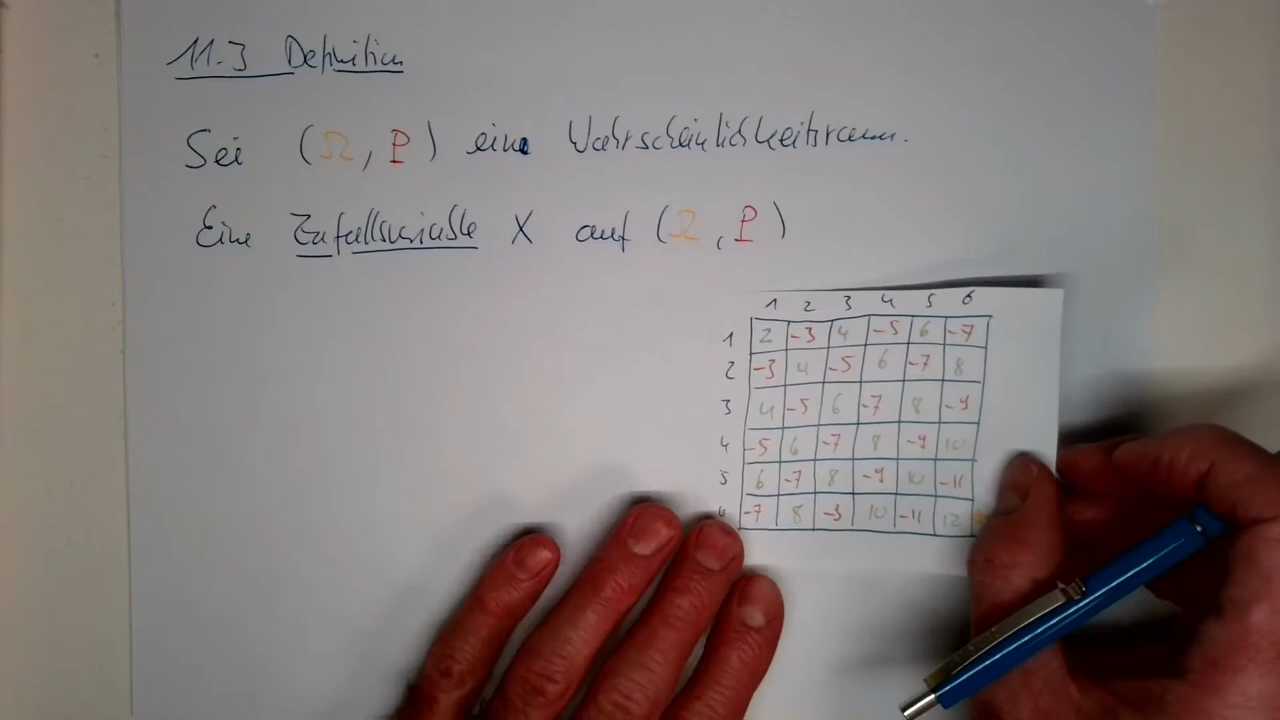 11.3 Definition
Sei (Ω, P) ein Wahrscheinlichkeitsraum.
Eine Zufallsvariable X auf (Ω, P)
1 2 3 4 5 6
1 2 -3 4 -5 6 -7
2 -3 4 -5 6 -7 8
3 4 -5 6 -7 8 -9
4 -5 6 -7 8 -9 10
5 6 -7 8 -9 10 -11
6 -7 8 -9 10 -11 12